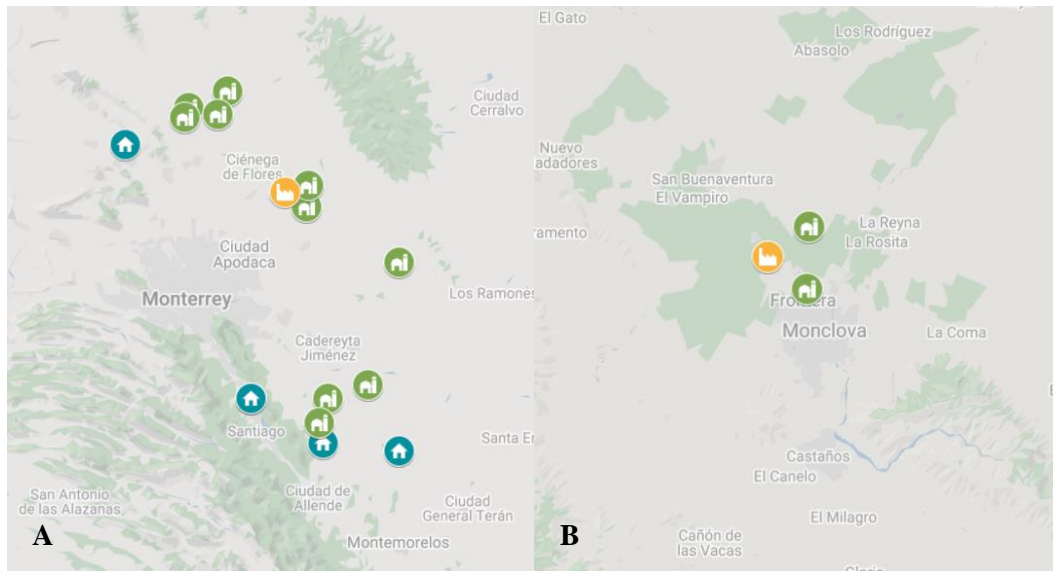 Ciudad
Cerralvo
Ciénega
de Flores
Ciudad
Apodaca
Monterrey
Los Ramones
Cadereyta
Jiménez
Santiago
Santa
Ciudad de
Allende
San Antonio
de las Alazanas
Ciudad
General Terán
Montemorelos
A
El Gato
Los Rodríguez
Abasolo
Nuevo
adadores
San Buenaventura
El Vampiro
ramento
La Reyna
La Rosita
Frontera
Monclova
La Coma
Castaños
El Canelo
El Milagro
Cañón de
las Vacas
B